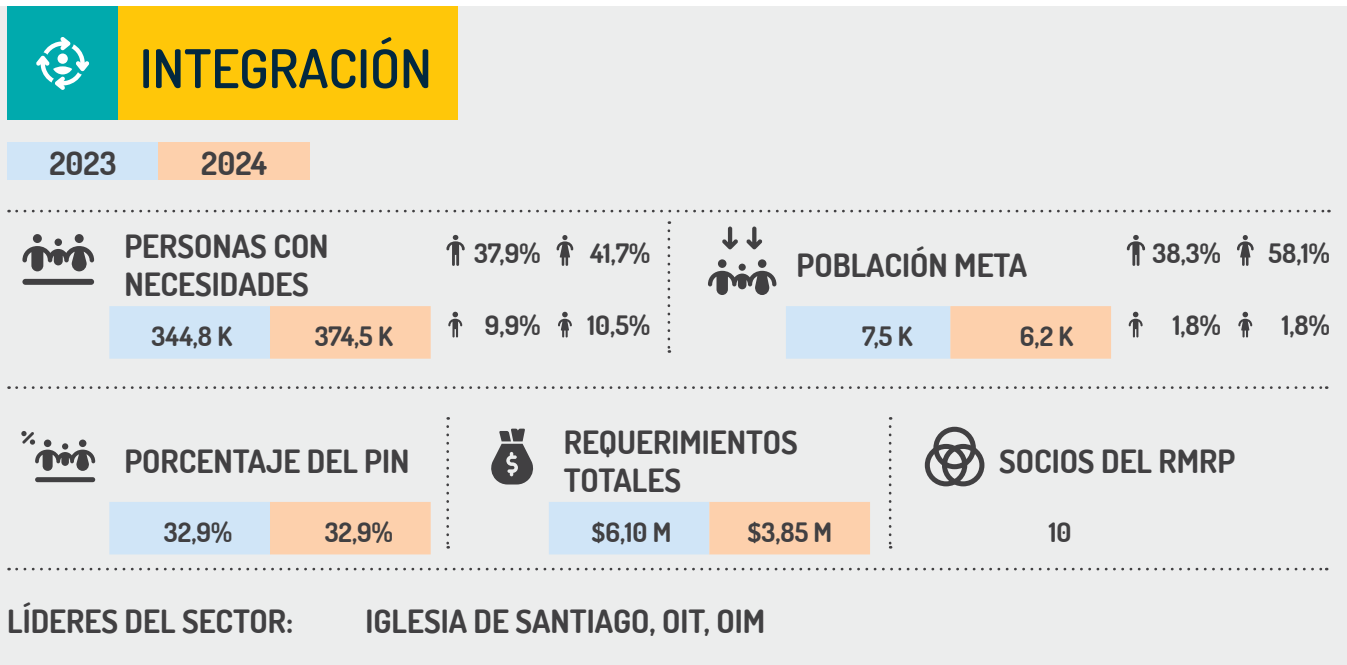 INTEGRACIÓN
2023 2024
PERSONAS CON
NECESIDADES
344,8 K 374,5 K
37,9% 41,7%
9,9% 10,5%
POBLACIÓN META
7,5 K 6,2 K
38,3% 58,1%
1,8% 1,8%
%
PORCENTAJE DEL PIN
32,9% 32,9%
$
REQUERIMIENTOS
TOTALES
$6,10 M $3,85 M
SOCIOS DEL RMRP
10
LÍDERES DEL SECTOR: IGLESIA DE SANTIAGO, OIT, OIM